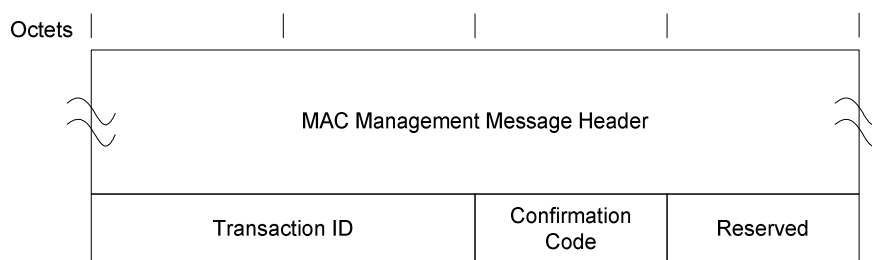 Octets
MAC Management Message Header
Transaction ID
Confirmation
Code
Reserved